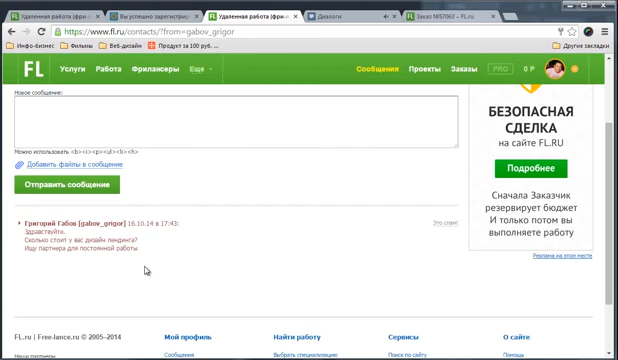 Удаленная работа (фри
Вы успешно зарегистри
Удаленная работа (фри
Диалоги
Заказ №57063 – FL.ru
https://www.fl.ru/contacts/?from=gabov_grigor
Инфо-бизнес
Фильмы
Веб-дизайн
Продукт за 100 руб. ...
Другие закладки
FL
Услуги
Работа
Фрилансеры
Еще
Сообщения
Проекты
Заказы
PRO
0 Р
Новое сообщение:
Можно использовать <b><i><p><ul><li><h>
Добавить файлы в сообщение
Отправить сообщение
Григорий Габов [gabov_grigor] 16.10.14 в 17:43:
Это спам!
Здравствуйте.
Сколько стоит у вас дизайн лендинга?
Ищу партнера для постоянной работы
БЕЗОПАСНАЯ
СДЕЛКА
на сайте FL.RU
Подробнее
Сначала Заказчик
резервирует бюджет
И только потом вы
выполняете работу
Реклама на этом месте
FL.ru | Free-lance.ru © 2005–2014
Мой профиль
Найти работу
Сервисы
О сайте
Наши партнеры
Сообщения
Выбрать специализацию:
Поиск по сайту
Помощь